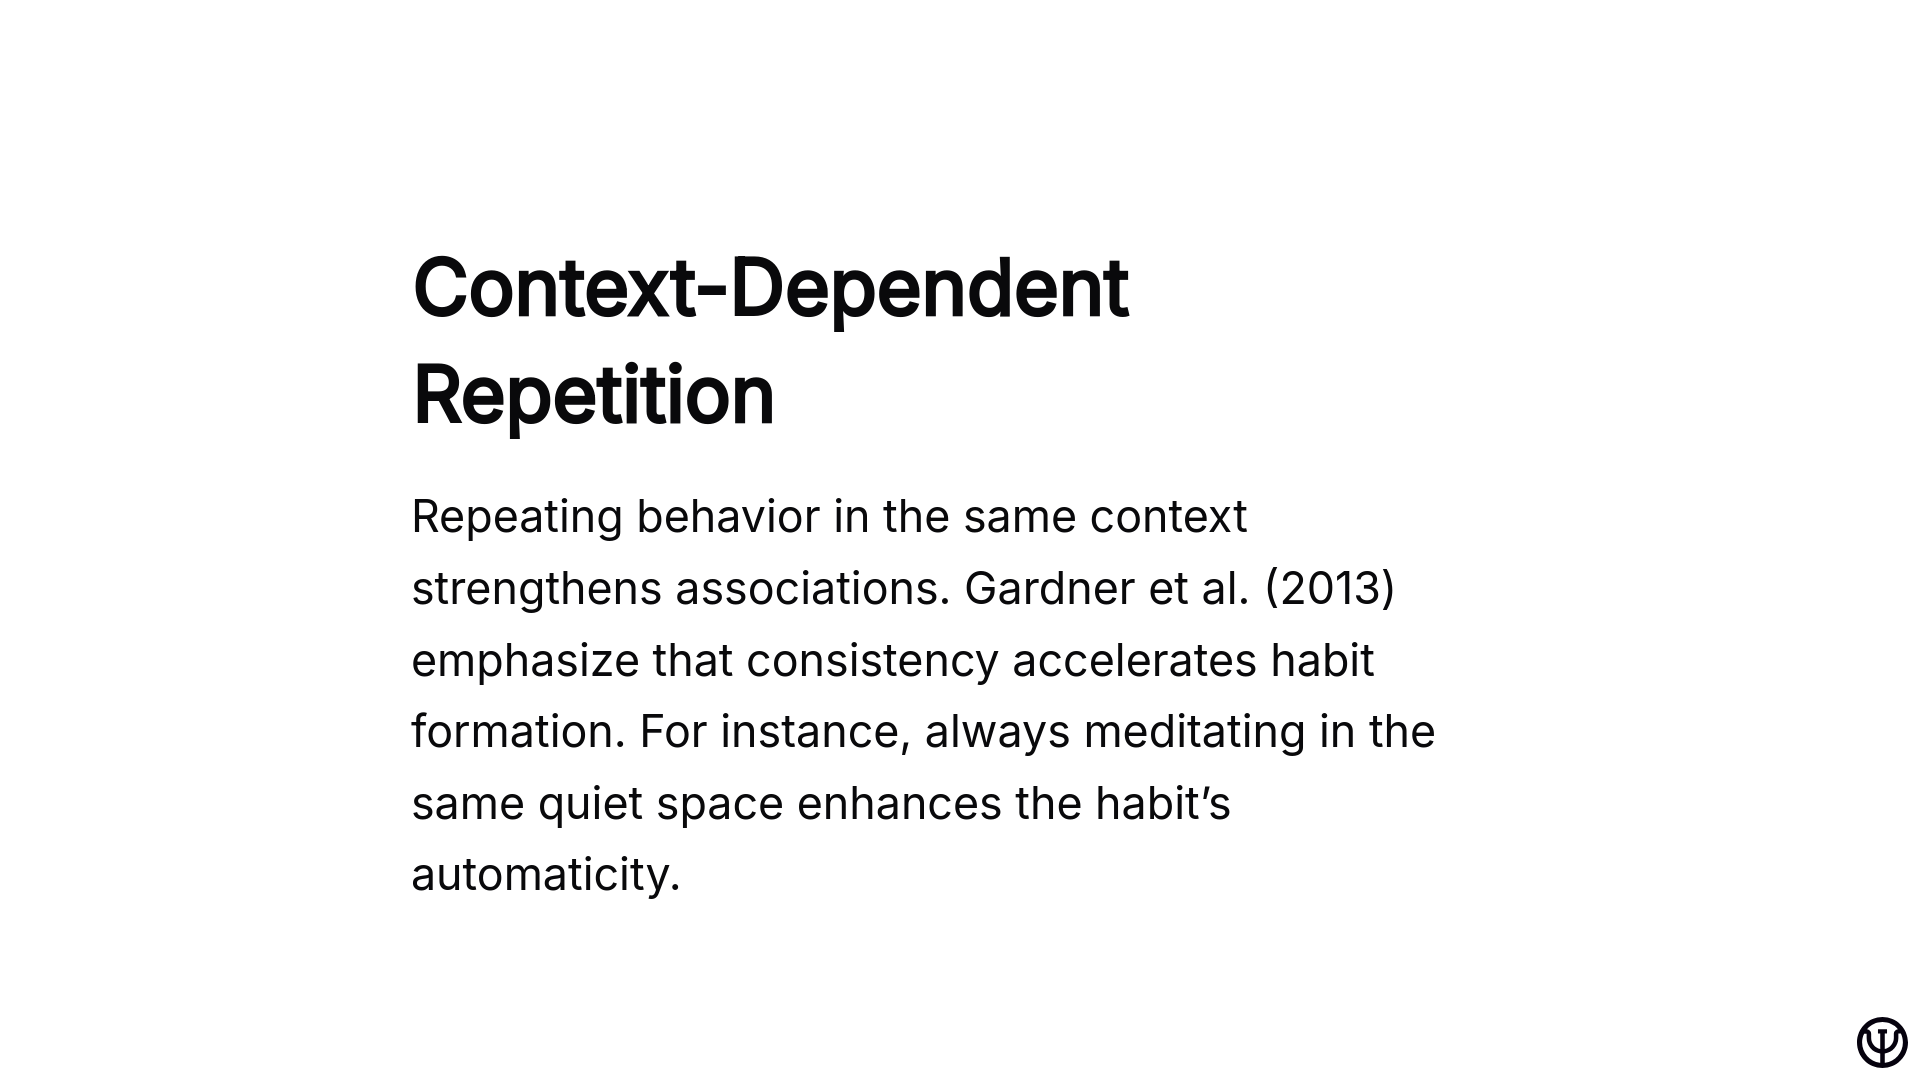 Context-Dependent
Repetition
Repeating behavior in the same context
strengthens associations. Gardner et al. (2013)
emphasize that consistency accelerates habit
formation. For instance, always meditating in the
same quiet space enhances the habit’s
automaticity.